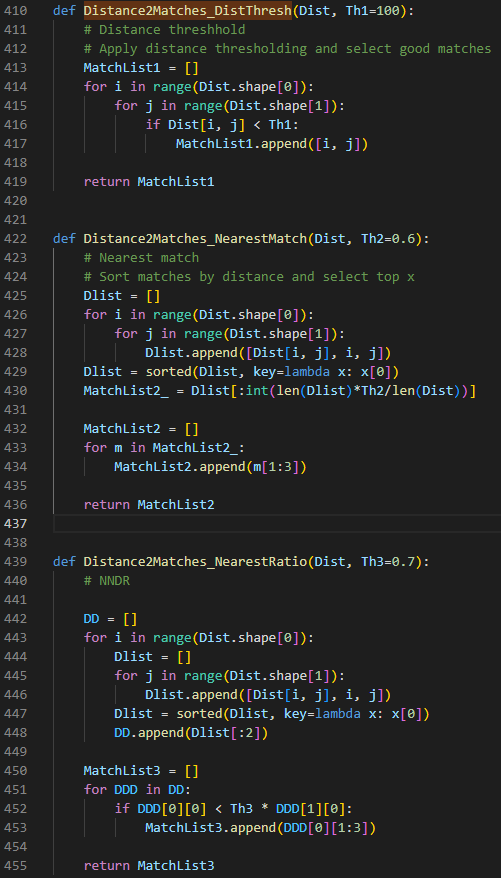 410 def Distance2Matches_DistThresh(Dist, Th1=100):
411     # Distance threshhold
412     # Apply distance thresholding and select good matches
413     MatchList1 = []
414     for i in range(Dist.shape[0]):
415         for j in range(Dist.shape[1]):
416             if Dist[i, j] < Th1:
417                 MatchList1.append([i, j])
418
419     return MatchList1
420
421
422 def Distance2Matches_NearestMatch(Dist, Th2=0.6):
423     # Nearest match
424     # Sort matches by distance and select top x
425     Dlist = []
426     for i in range(Dist.shape[0]):
427         for j in range(Dist.shape[1]):
428             Dlist.append([Dist[i, j], i, j])
429     Dlist = sorted(Dlist, key=lambda x: x[0])
430     MatchList2_ = Dlist[:int(len(Dlist)*Th2/len(Dist))]
431
432     MatchList2 = []
433     for m in MatchList2_:
434         MatchList2.append(m[1:3])
435
436     return MatchList2
437
438
439 def Distance2Matches_NearestRatio(Dist, Th3=0.7):
440     # NNDR
441
442     DD = []
443     for i in range(Dist.shape[0]):
444         Dlist = []
445         for j in range(Dist.shape[1]):
446             Dlist.append([Dist[i, j], i, j])
447         Dlist = sorted(Dlist, key=lambda x: x[0])
448         DD.append(Dlist[:2])
449
450     MatchList3 = []
451     for DDD in DD:
452         if DDD[0][0] < Th3 * DDD[1][0]:
453             MatchList3.append(DDD[0][1:3])
454
455     return MatchList3